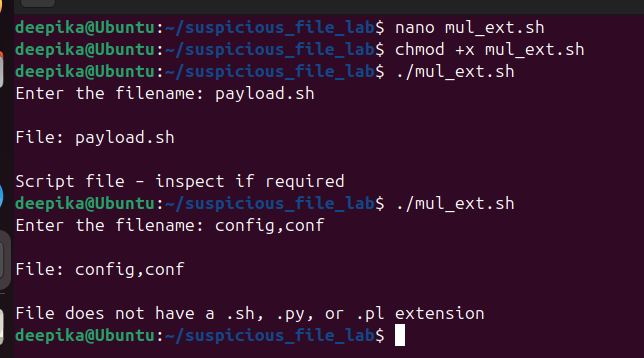 deepika@Ubuntu:~/suspicious_file_lab$ nano mul_ext.sh
deepika@Ubuntu:~/suspicious_file_lab$ chmod +x mul_ext.sh
deepika@Ubuntu:~/suspicious_file_lab$ ./mul_ext.sh
Enter the filename: payload.sh
File: payload.sh
Script file – inspect if required
deepika@Ubuntu:~/suspicious_file_lab$ ./mul_ext.sh
Enter the filename: config,conf
File: config,conf
File does not have a .sh, .py, or .pl extension
deepika@Ubuntu:~/suspicious_file_lab$